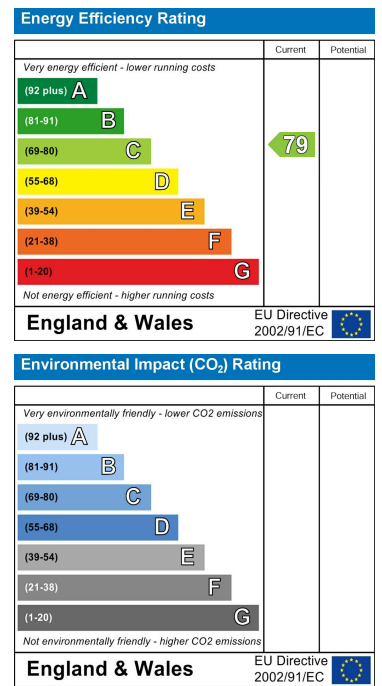 Energy Efficiency Rating
Current Potential
Very energy efficient - lower running costs
(92 plus) A
(81-91) B
(69-80) C
79
(55-68) D
(39-54) E
(21-38) F
(1-20) G
Not energy efficient - higher running costs
England & Wales
EU Directive
2002/91/EC
Environmental Impact (CO₂) Rating
Current Potential
Very environmentally friendly - lower CO2 emissions
(92 plus) A
(81-91) B
(69-80) C
(55-68) D
(39-54) E
(21-38) F
(1-20) G
Not environmentally friendly - higher CO2 emissions
England & Wales
EU Directive
2002/91/EC